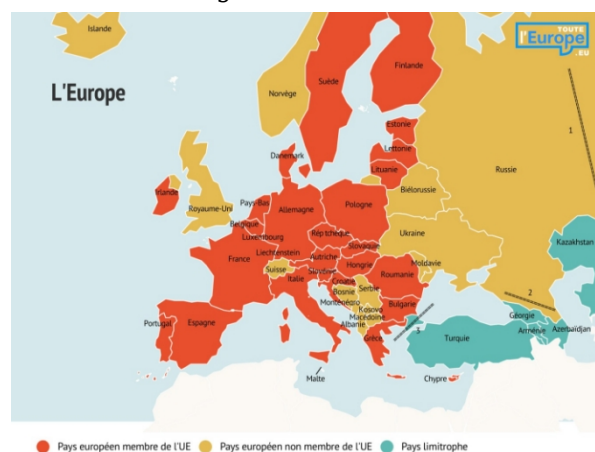 Islande
TOUTE
l'Europe
.EU
L'Europe
Norvège
Suède
Finlande
1
Estonie
Lettonie
Lituanie
Russie
Danemark
Irlande
Royaume-Uni
Pays-Bas
Belgique
Luxembourg
Allemagne
Pologne
Biélorussie
Ukraine
Kazakhstan
Rép tchèque
Slovaquie
France
Liechtenstein
Suisse
Autriche
Hongrie
Moldavie
Slovénie
Italie
Croatie
Roumanie
Bosnie
Serbie
Monténégro
Kosovo
Bulgarie
Macédoine
Albanie
2
Géorgie
Arménie
Azerbaïdjan
Portugal
Espagne
Grèce
3
Turquie
Malte
Chypre
Pays européen membre de l'UE
Pays européen non membre de l'UE
Pays limitrophe